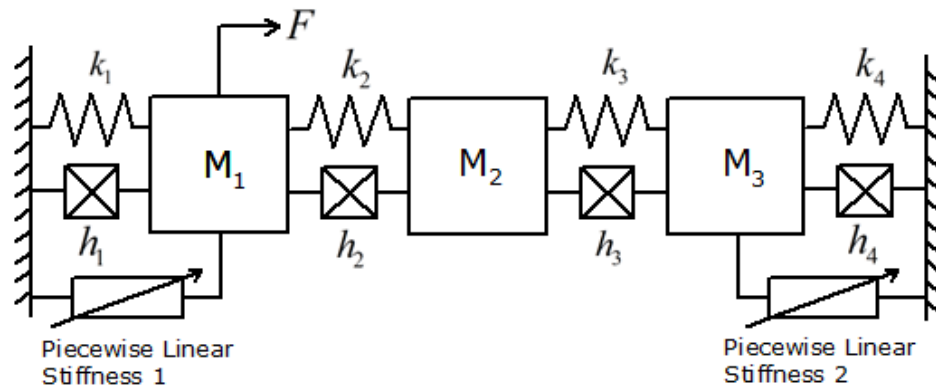 F
k1 k2 k3 k4
M1 M2 M3
h1 h2 h3 h4
Piecewise Linear
Stiffness 1
Piecewise Linear
Stiffness 2